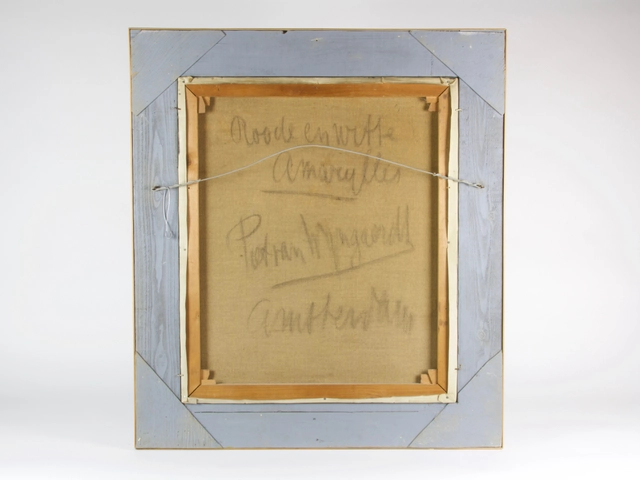 Roode en witte
Amaryllis
Piet van Wijngaerdt
Amsterdam